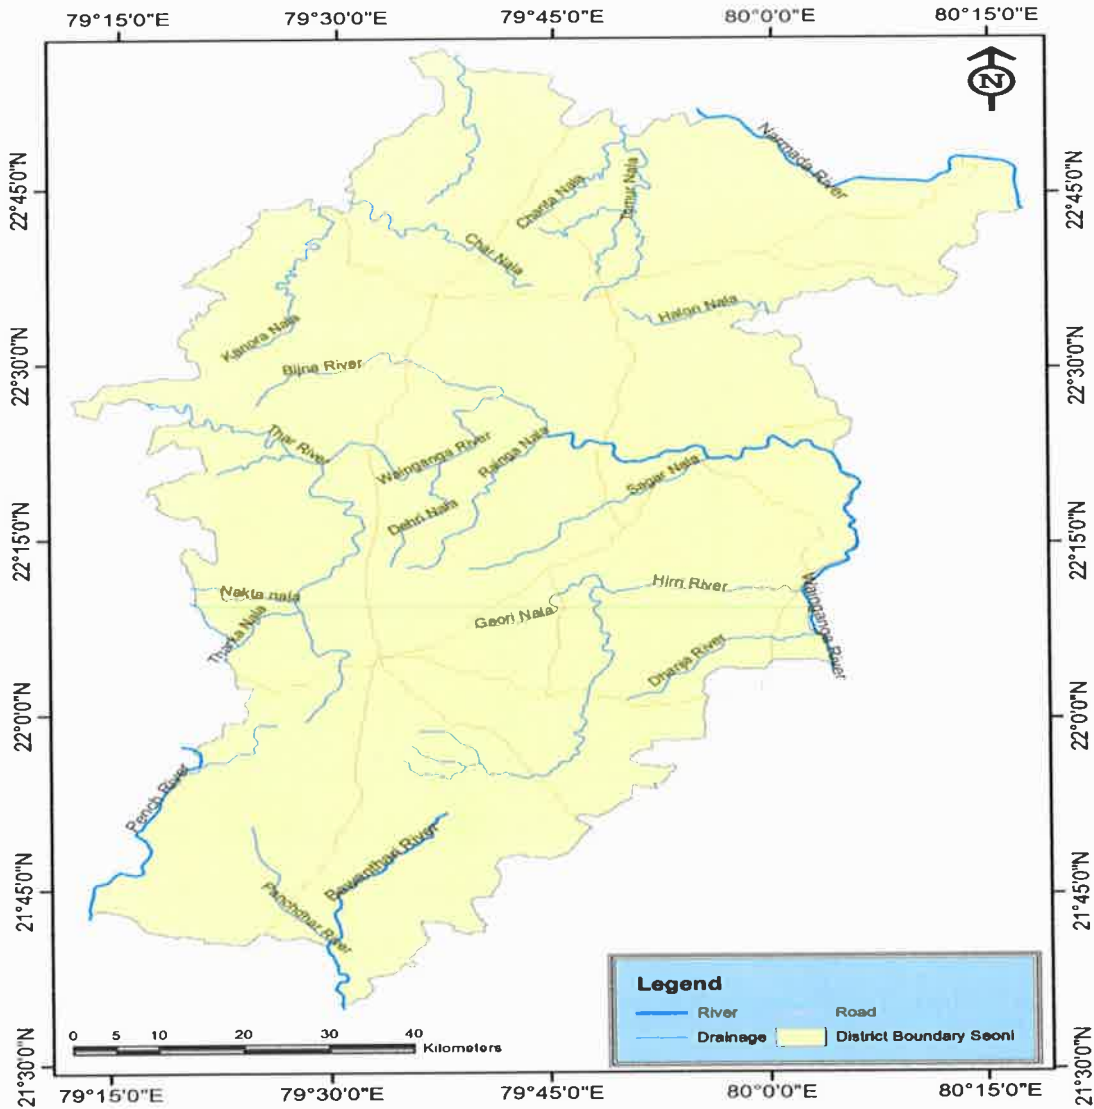 79°15'0"E 79°30'0"E 79°45'0"E 80°0'0"E 80°15'0"E
N
Narmada River
22°45'0"N
22°45'0"N
Charita Nala
Temur Nala
Char Nala
Halon Nala
Kanora Nala
22°30'0"N
22°30'0"N
Bijna River
Thar River
Wainganga River
Rainga Nala
Sagar Nala
Dehri Nala
22°15'0"N
22°15'0"N
Nakta nala
Hirri River
Wainganga River
Gaori Nala
Tharka Nala
Dhanja River
22°0'0"N
22°0'0"N
Pench River
Bawanthari River
21°45'0"N
21°45'0"N
Panchdhar River
Legend
River
Road
Drainage
District Boundary Seoni
0 5 10 20 30 40
Kilometers
21°30'0"N
21°30'0"N
79°15'0"E 79°30'0"E 79°45'0"E 80°0'0"E 80°15'0"E